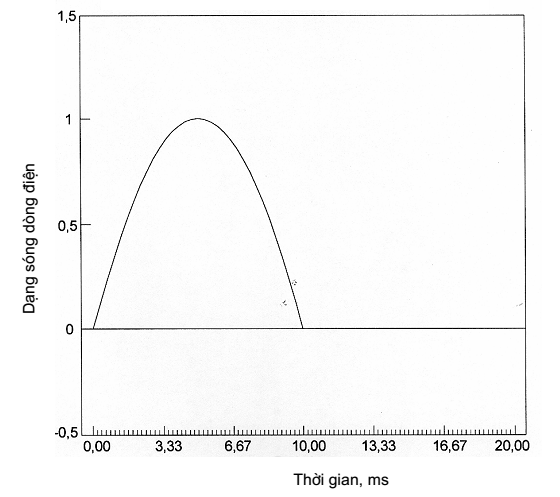 1,5
1
0,5
0
-0,5
Dạng sóng dòng điện
0,00 3,33 6,67 10,00 13,33 16,67 20,00
Thời gian, ms